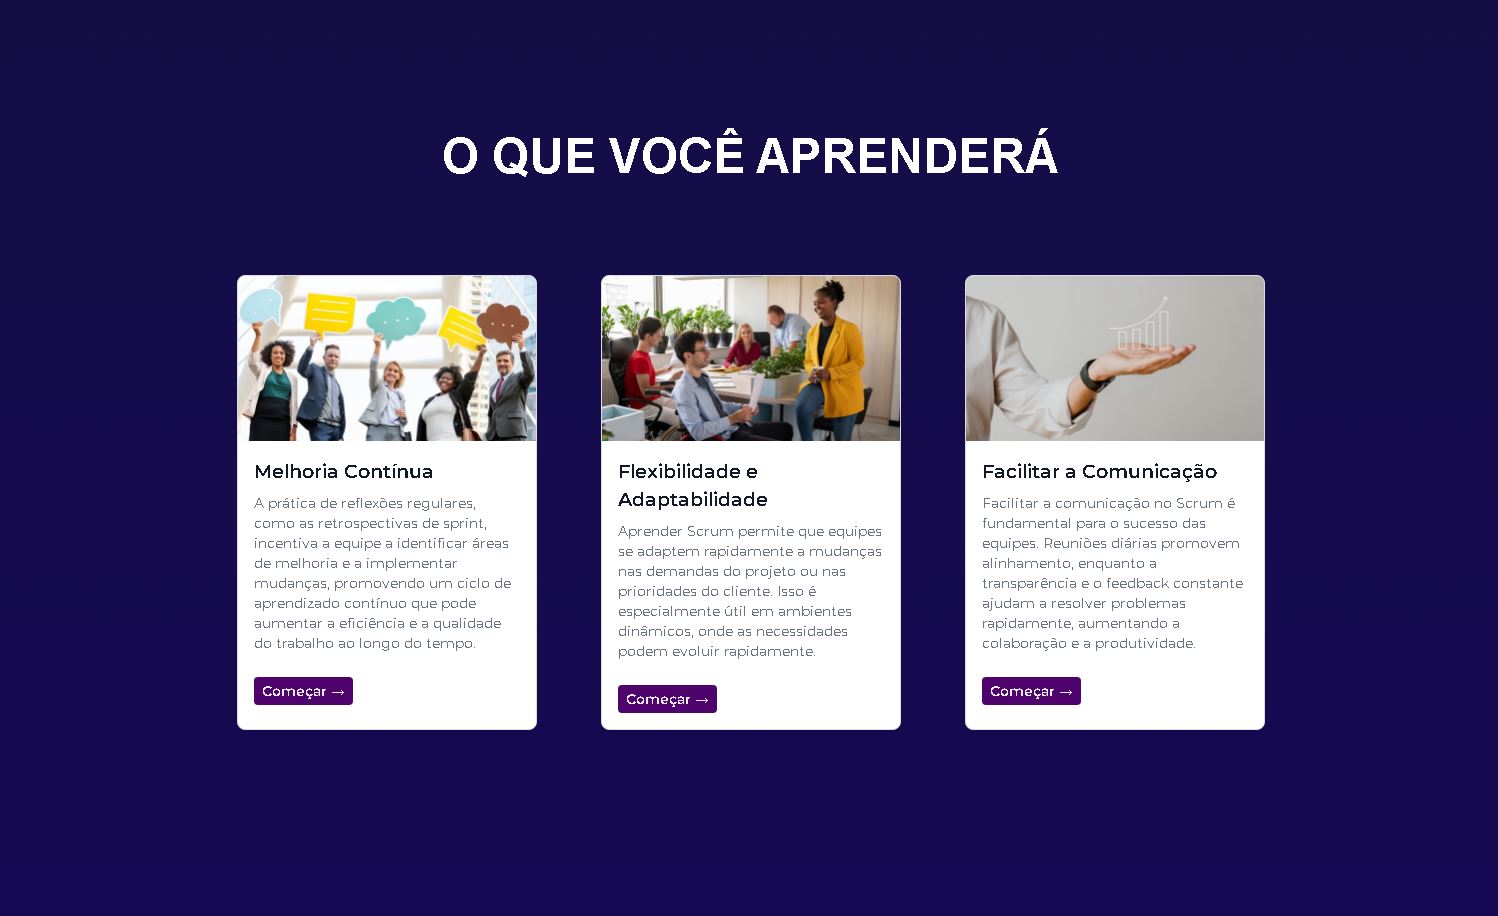 O QUE VOCÊ APRENDERÁ
Melhoria Contínua
A prática de reflexões regulares,
como as retrospectivas de sprint,
incentiva a equipe a identificar áreas
de melhoria e a implementar
mudanças, promovendo um ciclo de
aprendizado contínuo que pode
aumentar a eficiência e a qualidade
do trabalho ao longo do tempo.
Começar →
Flexibilidade e
Adaptabilidade
Aprender Scrum permite que equipes
se adaptem rapidamente a mudanças
nas demandas do projeto ou nas
prioridades do cliente. Isso é
especialmente útil em ambientes
dinâmicos, onde as necessidades
podem evoluir rapidamente.
Começar →
Facilitar a Comunicação
Facilitar a comunicação no Scrum é
fundamental para o sucesso das
equipes. Reuniões diárias promovem
alinhamento, enquanto a
transparência e o feedback constante
ajudam a resolver problemas
rapidamente, aumentando a
colaboração e a produtividade.
Começar →